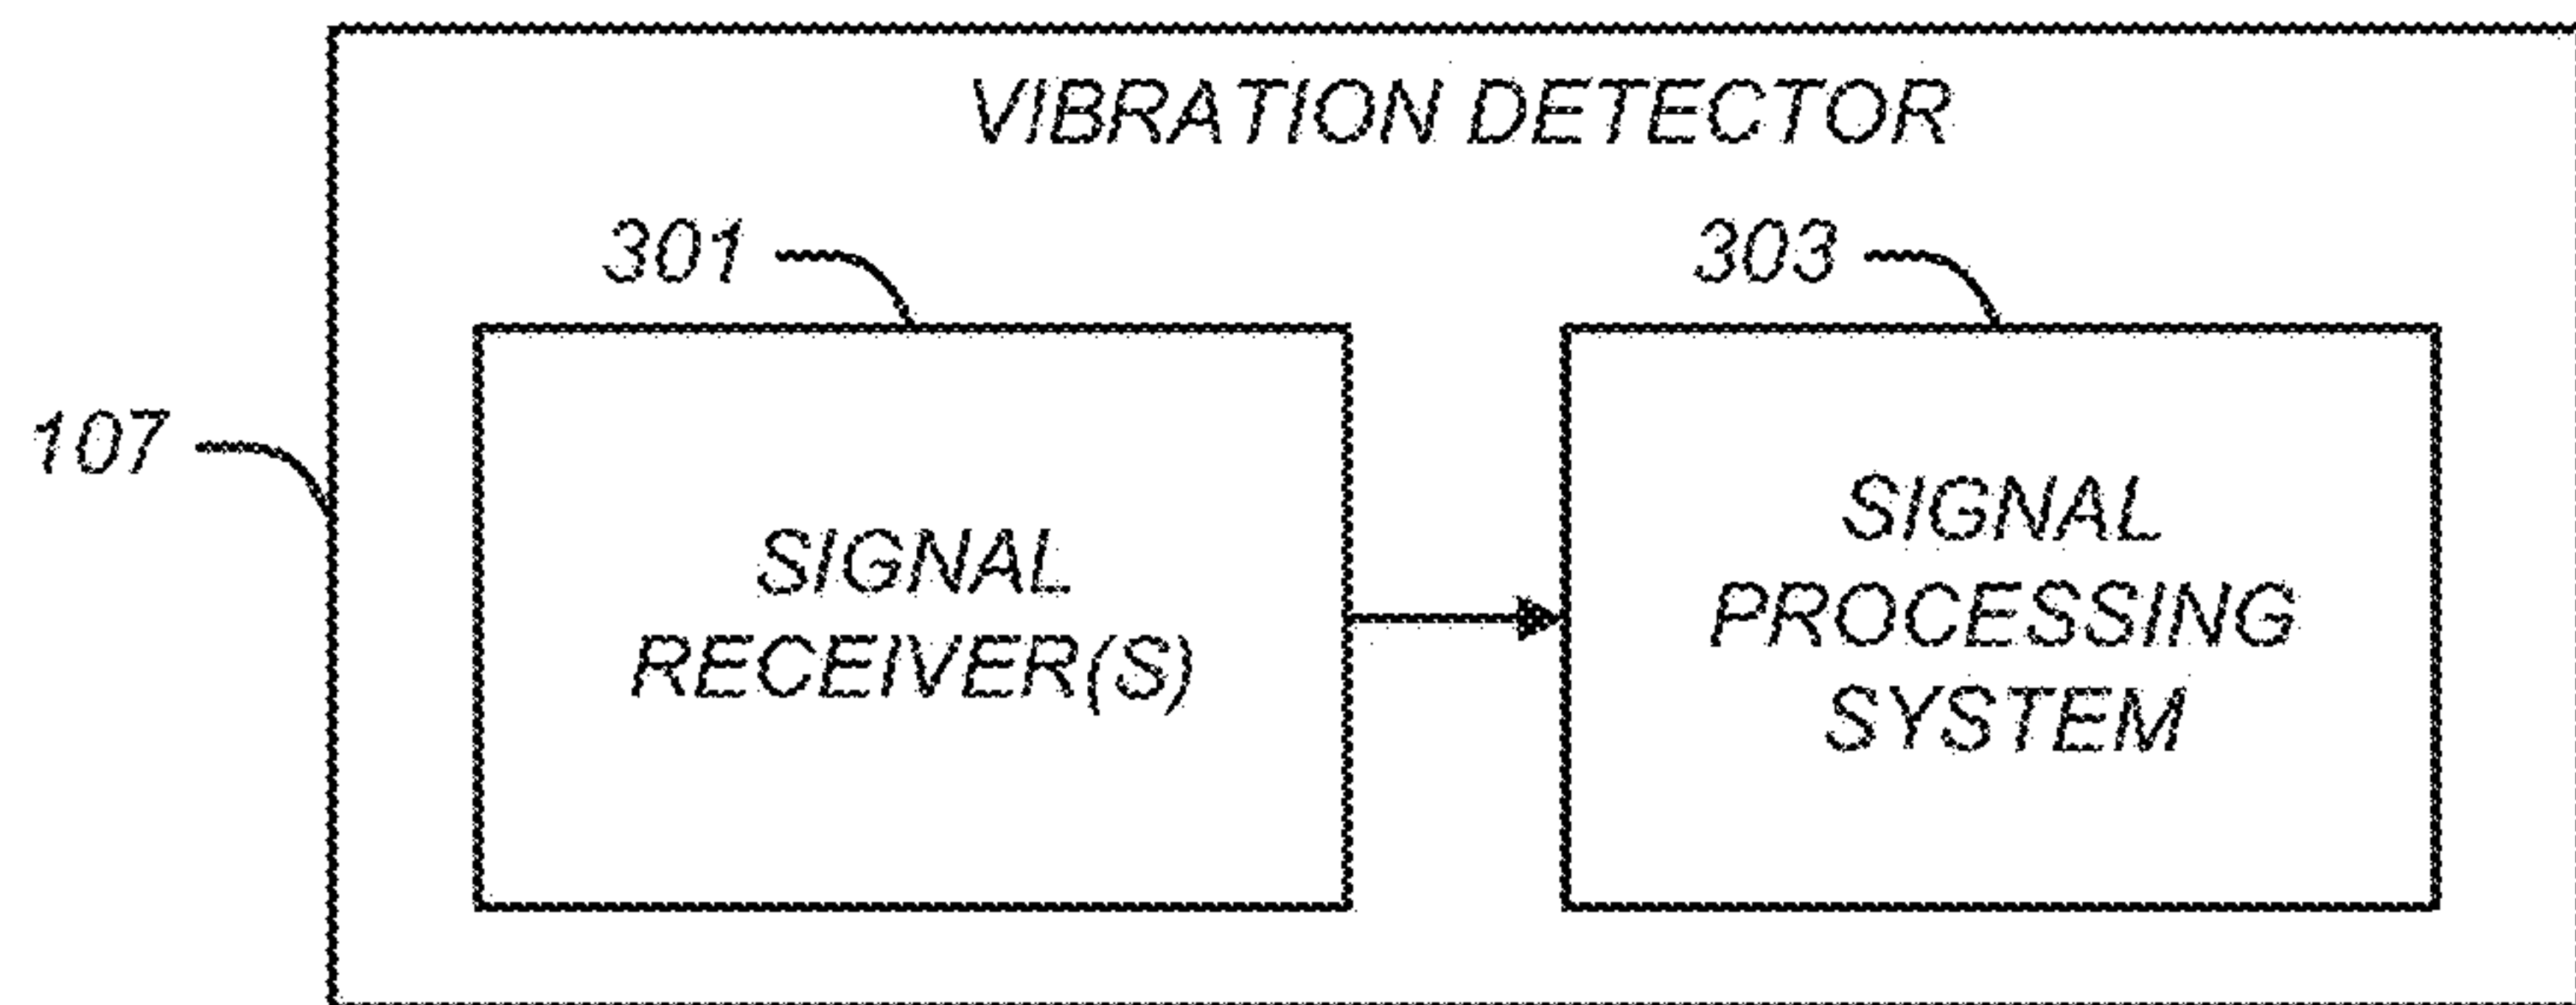 VIBRATION DETECTOR
301
303
107
SIGNAL
RECEIVER(S)
SIGNAL
PROCESSING
SYSTEM